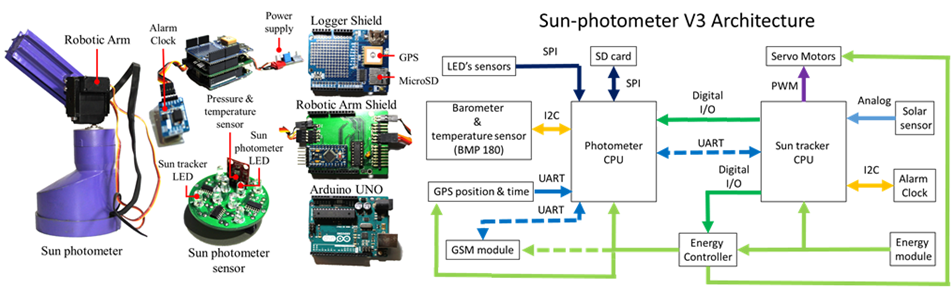 Robotic Arm
Alarm
Clock
Power
supply
Logger Shield
GPS
MicroSD
Pressure &
temperature
sensor
Sun
photometer
LED
Sun tracker
LED
Robotic Arm Shield
Arduino UNO
Sun photometer
Sun photometer
sensor
Sun-photometer V3 Architecture
SPI
LED's sensors
SD card
SPI
Servo Motors
PWM
Barometer
&
temperature sensor
(BMP 180)
I2C
Photometer
CPU
Digital
I/O
UART
Sun tracker
CPU
Analog
Solar
sensor
I2C
Alarm
Clock
GPS position & time
UART
UART
Digital
I/O
GSM module
Energy
Controller
Energy
module